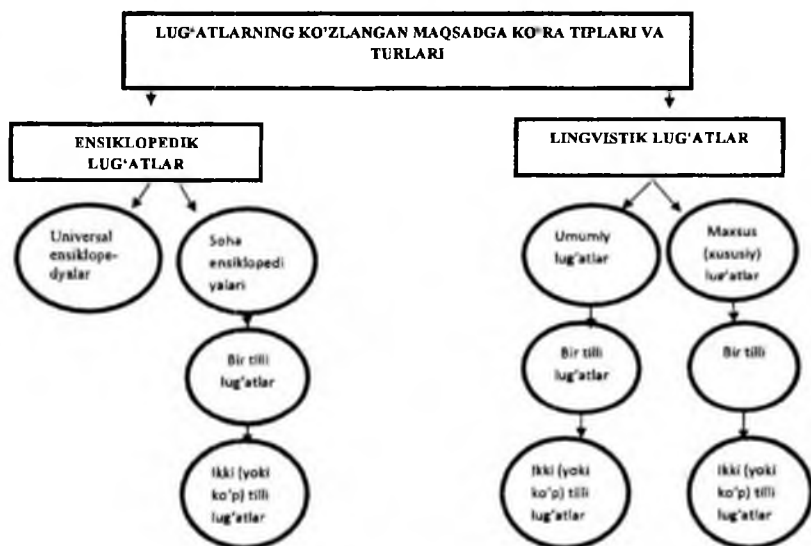 LUG'ATLARNING KO'ZLANGAN MAQSADGA KO'RA TIPLARI VA
TURLARI
ENSIKLOPEDIK
LUG'ATLAR
LINGVISTIK LUG'ATLAR
Universal
ensiklope-
dyalar
Soha
ensiklopedi
yalari
Umumiy
lug'atlar
Maxsus
(xususiy)
lug'atlar
Bir tilli
lug'atlar
Bir tilli
lug'atlar
Bir tilli
Ikki (yoki
ko'p) tilli
lug'atlar
Ikki (yoki
ko'p) tilli
lug'atlar
Ikki (yoki
ko'p) tilli
lug'atlar